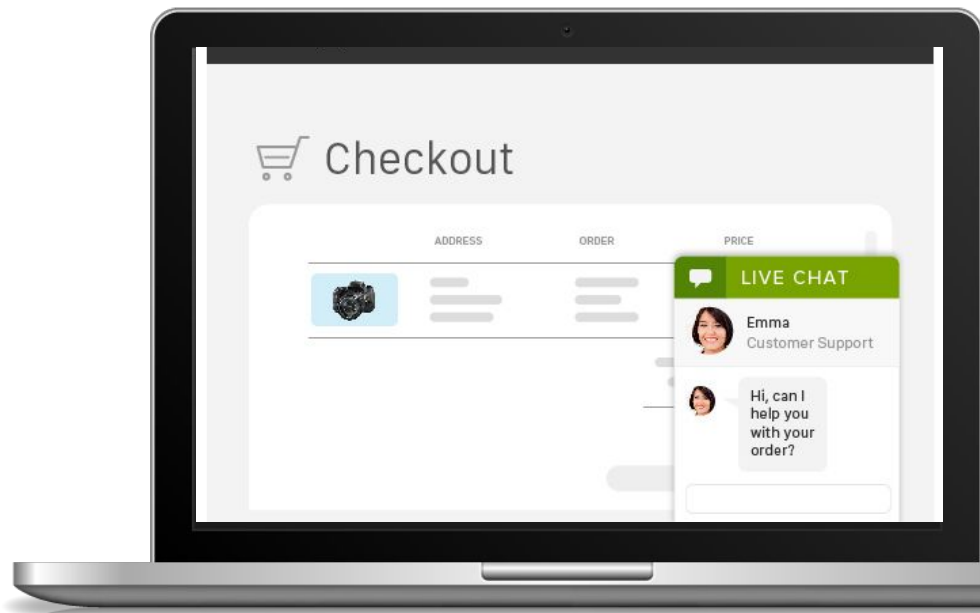 Checkout
ADDRESS ORDER PRICE
LIVE CHAT
Emma
Customer Support
Hi, can I
help you
with your
order?